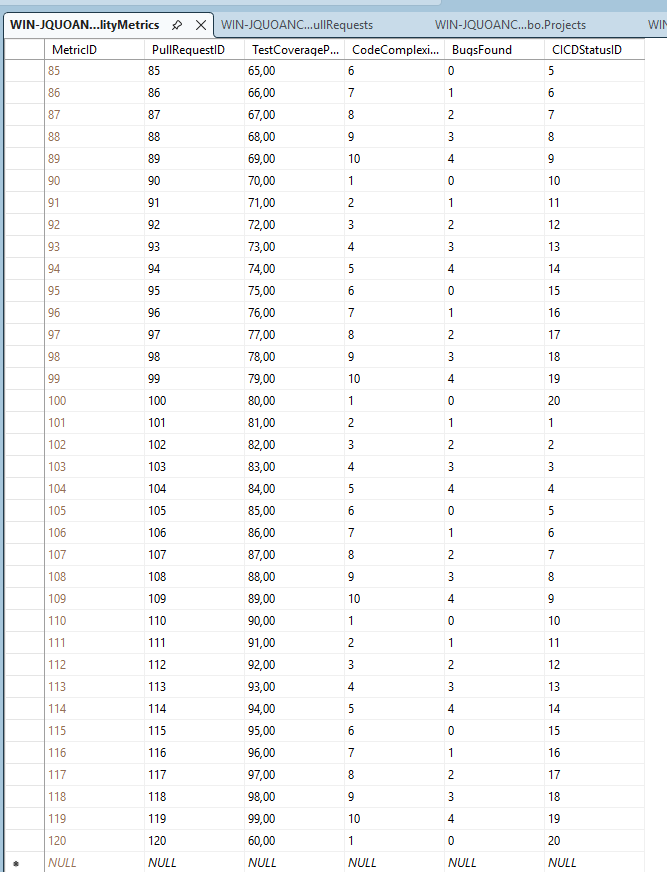 WIN-JQUOAN...lityMetrics WIN-JQUOANC...ullRequests WIN-JQUOANC...bo.Projects WIN
MetricID PullRequestID TestCoverageP... CodeComplexi... BugsFound CICDStatusID
85 85 65,00 6 0 5
86 86 66,00 7 1 6
87 87 67,00 8 2 7
88 88 68,00 9 3 8
89 89 69,00 10 4 9
90 90 70,00 1 0 10
91 91 71,00 2 1 11
92 92 72,00 3 2 12
93 93 73,00 4 3 13
94 94 74,00 5 4 14
95 95 75,00 6 0 15
96 96 76,00 7 1 16
97 97 77,00 8 2 17
98 98 78,00 9 3 18
99 99 79,00 10 4 19
100 100 80,00 1 0 20
101 101 81,00 2 1 1
102 102 82,00 3 2 2
103 103 83,00 4 3 3
104 104 84,00 5 4 4
105 105 85,00 6 0 5
106 106 86,00 7 1 6
107 107 87,00 8 2 7
108 108 88,00 9 3 8
109 109 89,00 10 4 9
110 110 90,00 1 0 10
111 111 91,00 2 1 11
112 112 92,00 3 2 12
113 113 93,00 4 3 13
114 114 94,00 5 4 14
115 115 95,00 6 0 15
116 116 96,00 7 1 16
117 117 97,00 8 2 17
118 118 98,00 9 3 18
119 119 99,00 10 4 19
120 120 60,00 1 0 20
NULL NULL NULL NULL NULL NULL